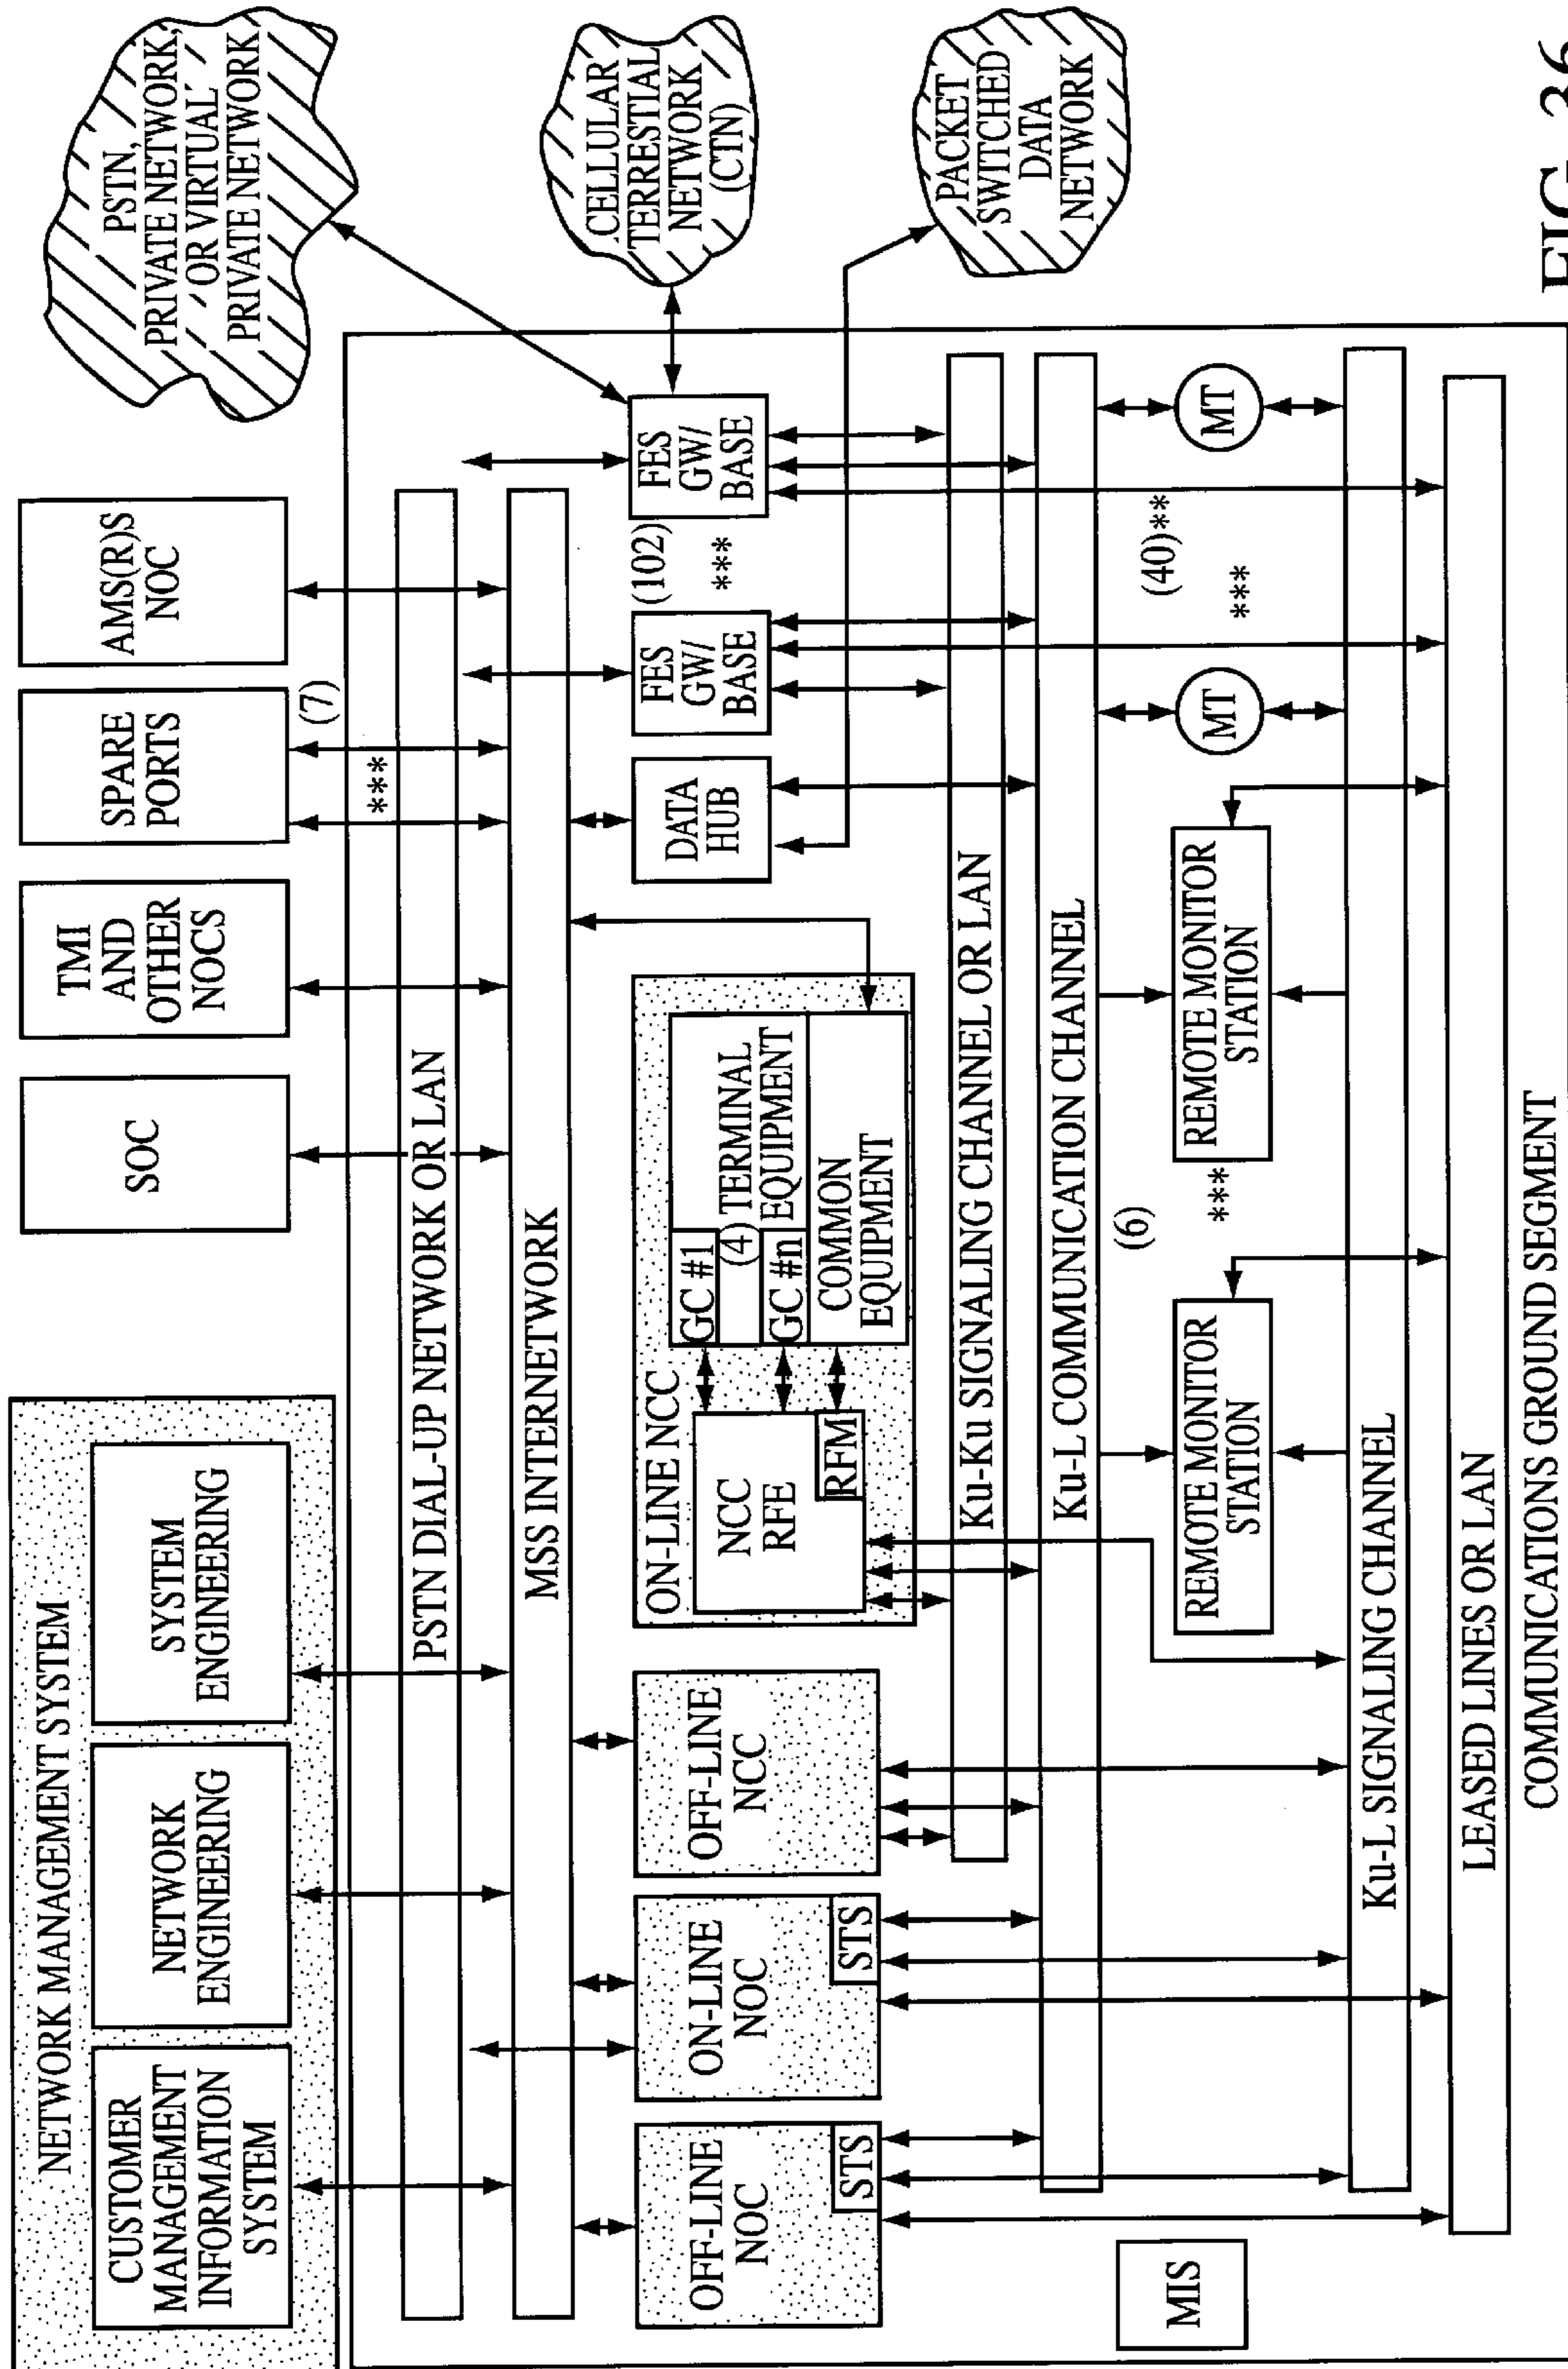 NETWORK MANAGEMENT SYSTEM
CUSTOMER
MANAGEMENT
INFORMATION
SYSTEM
NETWORK
ENGINEERING
SYSTEM
ENGINEERING
SOC
TMI
AND
OTHER
NOCS
SPARE
PORTS
(7)
***
AMS(R)S
NOC
PSTN,
PRIVATE NETWORK,
OR VIRTUAL
PRIVATE NETWORK
PSTN DIAL-UP NETWORK OR LAN
MSS INTERNETWORK
OFF-LINE
NOC
STS
ON-LINE
NOC
STS
OFF-LINE
NCC
ON-LINE NCC
NCC
RFE
RFM
GC #1
(4)
GC #n
TERMINAL
EQUIPMENT
COMMON
EQUIPMENT
DATA
HUB
FES
GW/
BASE
(102)
***
FES
GW/
BASE
CELLULAR
TERRESTIAL
NETWORK
(CTN)
PACKET
SWITCHED
DATA
NETWORK
Ku-Ku SIGNALING CHANNEL OR LAN
Ku-L COMMUNICATION CHANNEL
MIS
REMOTE MONITOR
STATION
(6)
***
REMOTE MONITOR
STATION
MT
(40)**
***
MT
Ku-L SIGNALING CHANNEL
LEASED LINES OR LAN
COMMUNICATIONS GROUND SEGMENT
FIG. 36